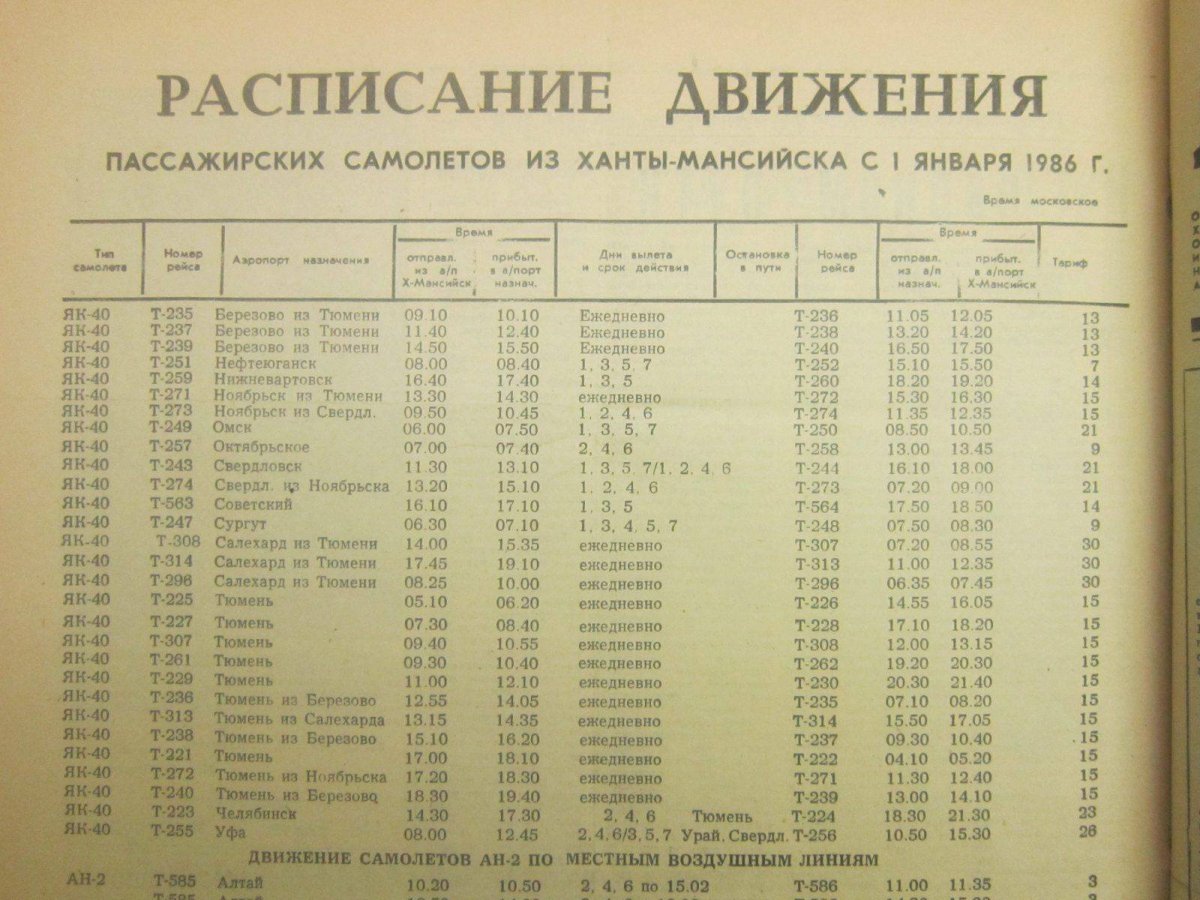 РАСПИСАНИЕ ДВИЖЕНИЯ
ПАССАЖИРСКИХ САМОЛЕТОВ ИЗ ХАНТЫ-МАНСИЙСКА С 1 ЯНВАРЯ 1986 Г.
Время московское
Тип самолета Номер рейса Аэропорт назначения Время отправл. из а/п Х-Мансийск прибыт. в а/порт назнач. Дни вылета и срок действия Остановка в пути Номер рейса Время отправл. из а/п назнач. прибыт. в а/порт Х-Мансийск Тариф
ЯК-40 Т-235 Березово из Тюмени 09.10 10.10 Ежедневно Т-236 11.05 12.05 13
ЯК-40 Т-237 Березово из Тюмени 11.40 12.40 Ежедневно Т-238 13.20 14.20 13
ЯК-40 Т-239 Березово из Тюмени 14.50 15.50 Ежедневно Т-240 16.50 17.50 13
ЯК-40 Т-251 Нефтеюганск 08.00 08.40 1, 3, 5, 7 Т-252 15.10 15.50 7
ЯК-40 Т-259 Нижневартовск 16.40 17.40 1, 3, 5 Т-260 18.20 19.20 14
ЯК-40 Т-271 Ноябрьск из Тюмени 13.30 14.30 ежедневно Т-272 15.30 16.30 15
ЯК-40 Т-273 Ноябрьск из Свердл. 09.50 10.45 1, 2, 4, 6 Т-274 11.35 12.35 15
ЯК-40 Т-249 Омск 06.00 07.50 1, 3, 5, 7 Т-250 08.50 10.50 21
ЯК-40 Т-257 Октябрьское 07.00 07.40 2, 4, 6 Т-258 13.00 13.45 9
ЯК-40 Т-243 Свердловск 11.30 13.10 1, 3, 5, 7/1, 2, 4, 6 Т-244 16.10 18.00 21
ЯК-40 Т-274 Свердл. из Ноябрьска 13.20 15.10 1, 2, 4, 6 Т-273 07.20 09.00 21
ЯК-40 Т-563 Советский 16.10 17.10 1, 3, 5 Т-564 17.50 18.50 14
ЯК-40 Т-247 Сургут 06.30 07.10 1, 3, 4, 5, 7 Т-248 07.50 08.30 9
ЯК-40 Т-308 Салехард из Тюмени 14.00 15.35 ежедневно Т-307 07.20 08.55 30
ЯК-40 Т-314 Салехард из Тюмени 17.45 19.10 ежедневно Т-313 11.00 12.35 30
ЯК-40 Т-296 Салехард из Тюмени 08.25 10.00 ежедневно Т-296 06.35 07.45 30
ЯК-40 Т-225 Тюмень 05.10 06.20 ежедневно Т-226 14.55 16.05 15
ЯК-40 Т-227 Тюмень 07.30 08.40 ежедневно Т-228 17.10 18.20 15
ЯК-40 Т-307 Тюмень 09.40 10.55 ежедневно Т-308 12.00 13.15 15
ЯК-40 Т-261 Тюмень 09.30 10.40 ежедневно Т-262 19.20 20.30 15
ЯК-40 Т-229 Тюмень 11.00 12.10 ежедневно Т-230 20.30 21.40 15
ЯК-40 Т-236 Тюмень из Березово 12.55 14.05 ежедневно Т-235 07.10 08.20 15
ЯК-40 Т-313 Тюмень из Салехарда 13.15 14.35 ежедневно Т-314 15.50 17.05 15
ЯК-40 Т-238 Тюмень из Березово 15.10 16.20 ежедневно Т-237 09.30 10.40 15
ЯК-40 Т-221 Тюмень 17.00 18.10 ежедневно Т-222 04.10 05.20 15
ЯК-40 Т-272 Тюмень из Ноябрьска 17.20 18.30 ежедневно Т-271 11.30 12.40 15
ЯК-40 Т-240 Тюмень из Березово 18.30 19.40 ежедневно Т-239 13.00 14.10 15
ЯК-40 Т-223 Челябинск 14.30 17.30 2, 4, 6 Тюмень Т-224 18.30 21.30 23
ЯК-40 Т-255 Уфа 08.00 12.45 2, 4, 6/3, 5, 7 Урай. Свердл. Т-256 10.50 15.30 26
ДВИЖЕНИЕ САМОЛЕТОВ АН-2 ПО МЕСТНЫМ ВОЗДУШНЫМ ЛИНИЯМ
АН-2 Т-585 Алтай 10.20 10.50 2, 4, 6 по 15.02 Т-586 11.00 11.35 3